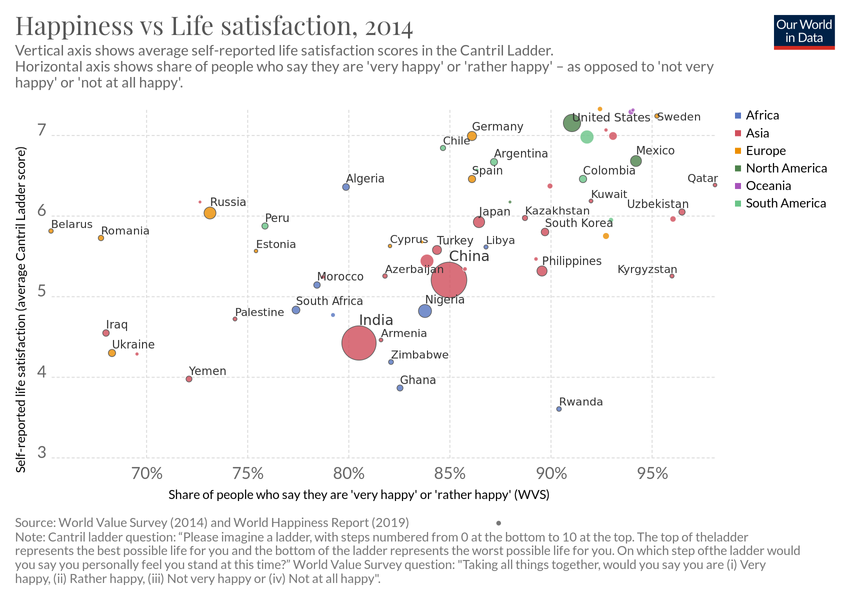 Happiness vs Life satisfaction, 2014
Our World
in Data
Vertical axis shows average self-reported life satisfaction scores in the Cantril Ladder.
Horizontal axis shows share of people who say they are 'very happy' or 'rather happy' – as opposed to 'not very
happy' or 'not at all happy'.
Self-reported life satisfaction (average Cantril Ladder score)
7
6
5
4
3
United States
Sweden
Germany
Chile
Argentina
Mexico
Spain
Colombia
Qatar
Algeria
Kuwait
Russia
Japan
Kazakhstan
Uzbekistan
Belarus
Peru
South Korea
Romania
Estonia
Cyprus
Turkey
Libya
China
Philippines
Azerbaijan
Kyrgyzstan
Morocco
South Africa
Nigeria
Palestine
India
Iraq
Armenia
Ukraine
Zimbabwe
Yemen
Ghana
Rwanda
Africa
Asia
Europe
North America
Oceania
South America
70%
75%
80%
85%
90%
95%
Share of people who say they are 'very happy' or 'rather happy' (WVS)
Source: World Value Survey (2014) and World Happiness Report (2019)
Note: Cantril ladder question: “Please imagine a ladder, with steps numbered from 0 at the bottom to 10 at the top. The top of theladder
represents the best possible life for you and the bottom of the ladder represents the worst possible life for you. On which step ofthe ladder would
you say you personally feel you stand at this time?” World Value Survey question: "Taking all things together, would you say you are (i) Very
happy, (ii) Rather happy, (iii) Not very happy or (iv) Not at all happy".